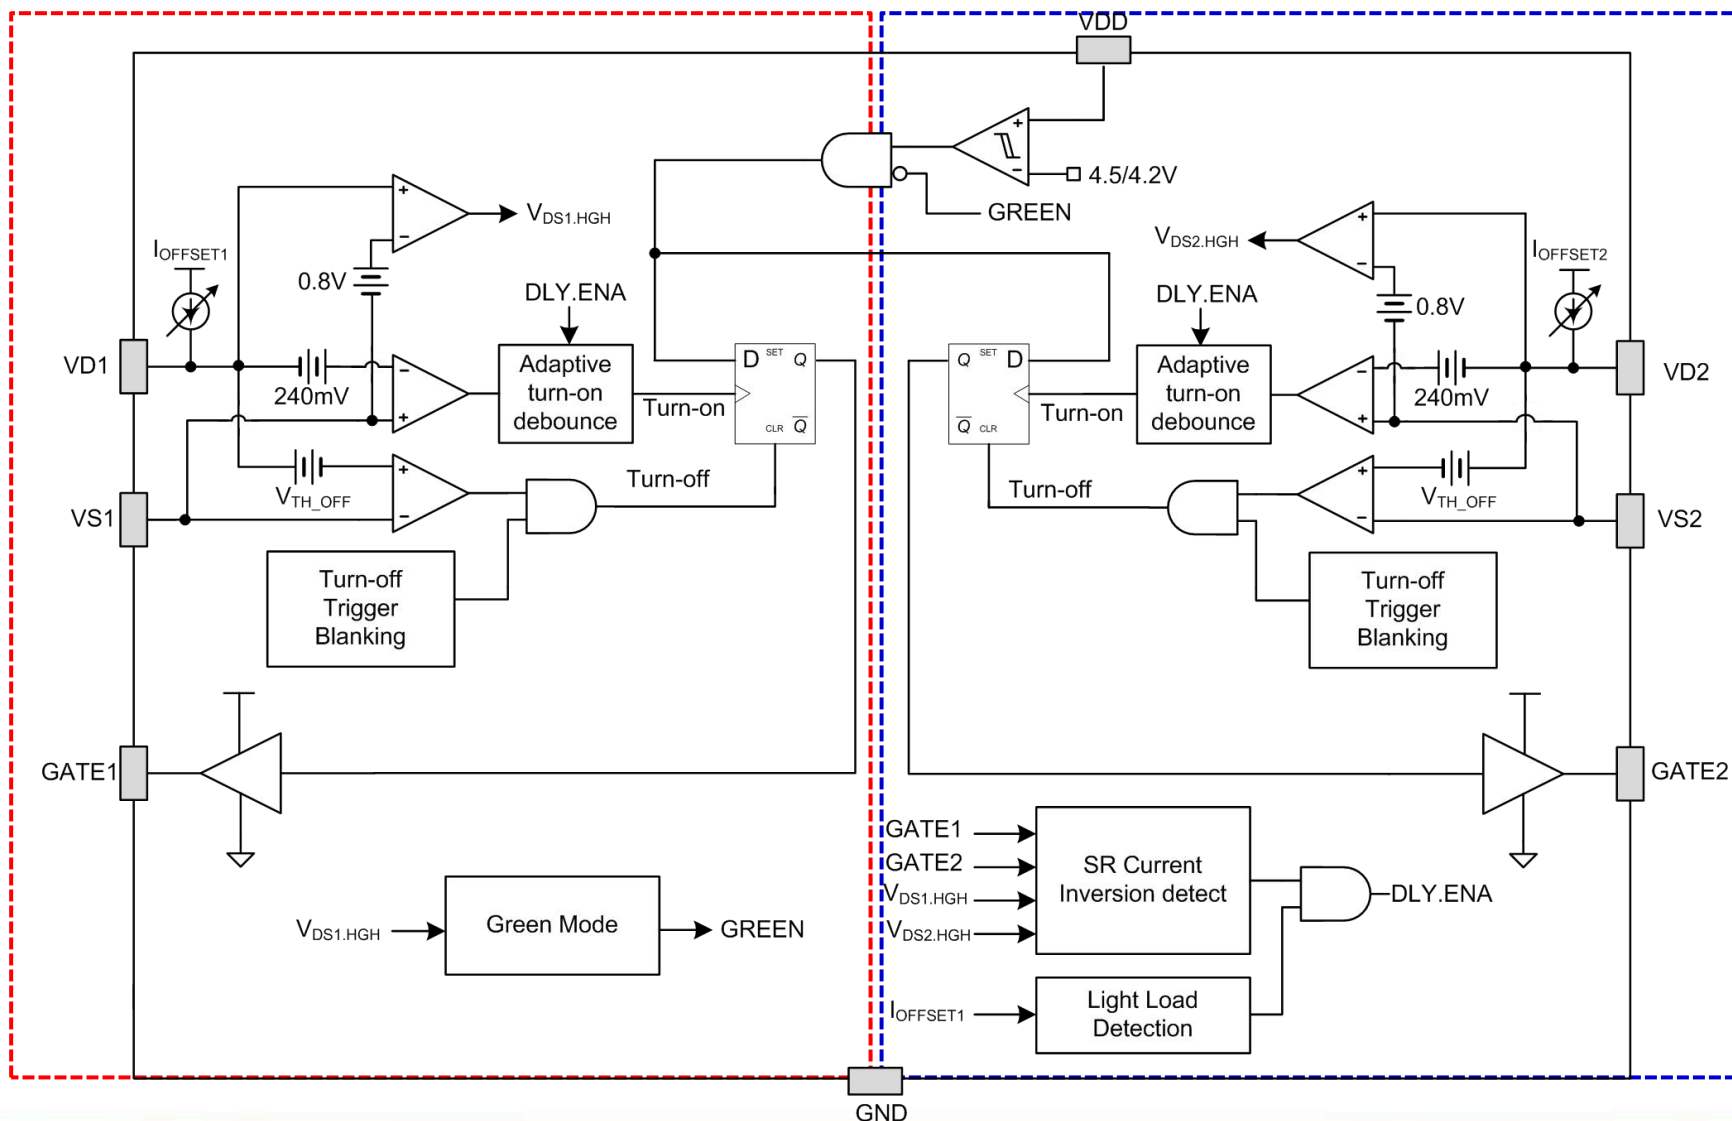 VDD
4.5/4.2V
GREEN
+
−
VDS1.HGH
+
−
IOFFSET1
0.8V
DLY.ENA
VD1
240mV
−
+
Adaptive
turn-on
debounce
Turn-on
D SET Q
CLR Q
VS1
VTH_OFF
+
−
Turn-off
Turn-off
Trigger
Blanking
GATE1
VDS1.HGH
Green Mode
GREEN
VDS2.HGH
+
−
IOFFSET2
0.8V
DLY.ENA
Q SET D
Q CLR
Turn-on
Adaptive
turn-on
debounce
−
+
240mV
VD2
Turn-off
+
−
VTH_OFF
VS2
Turn-off
Trigger
Blanking
GATE2
GATE1
GATE2
VDS1.HGH
VDS2.HGH
SR Current
Inversion detect
DLY.ENA
IOFFSET1
Light Load
Detection
GND